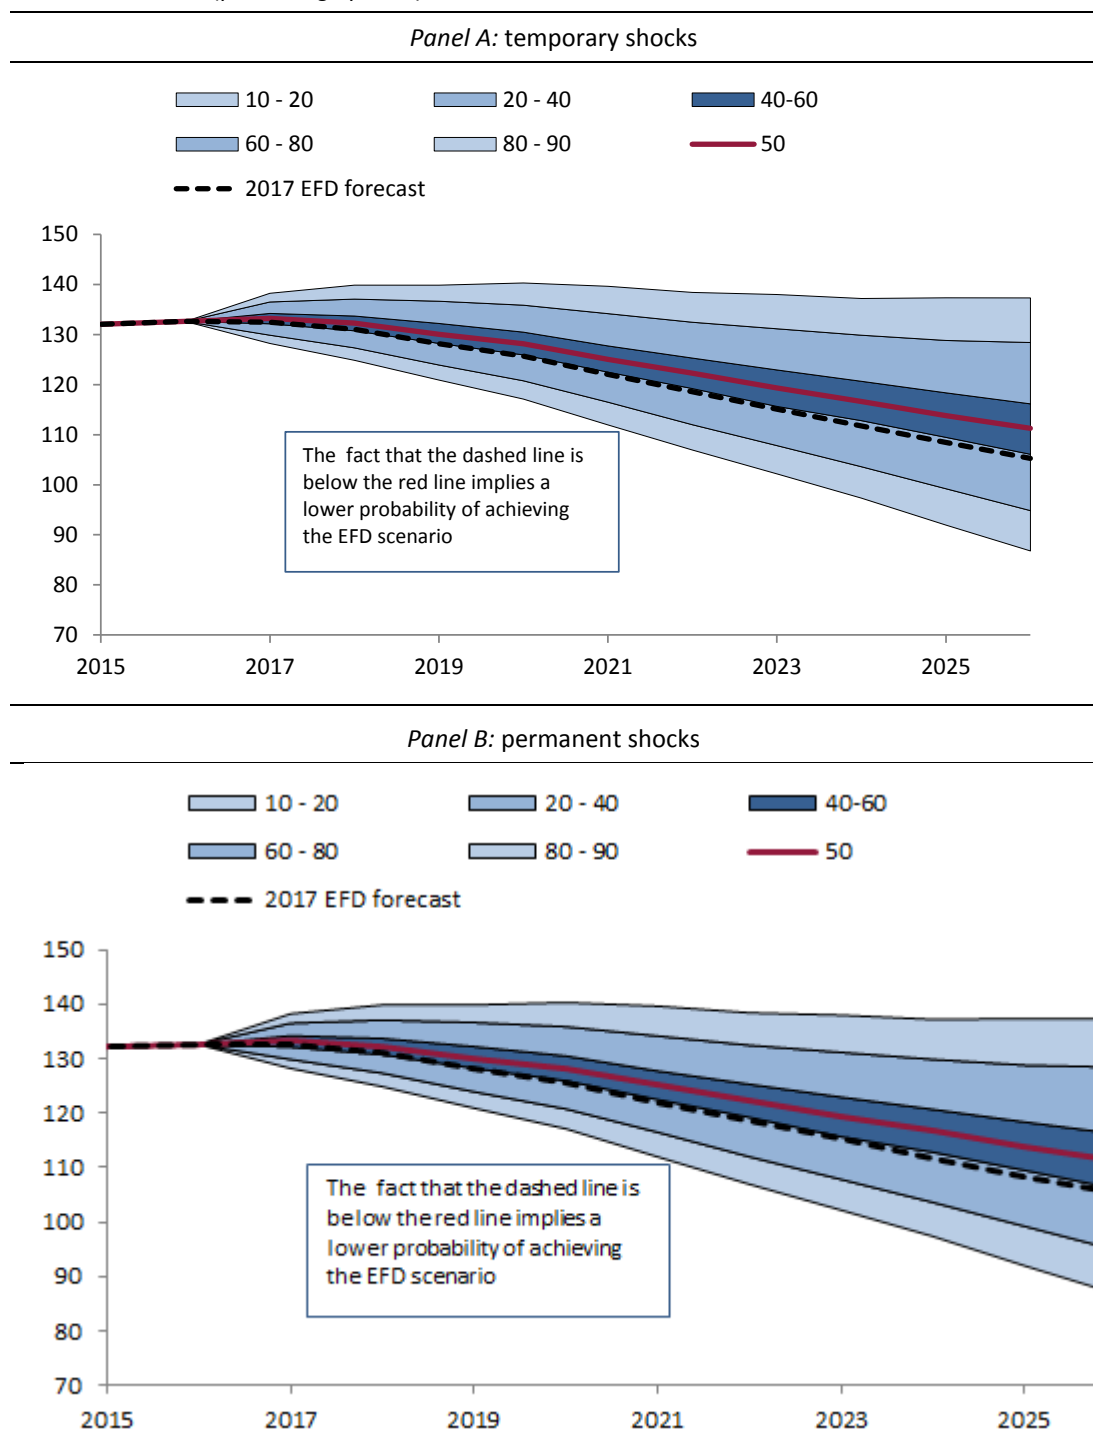 Panel A: temporary shocks
10 - 20 20 - 40 40-60
60 - 80 80 - 90 50
2017 EFD forecast
150
140
130
120
110
100
90
80
70
The fact that the dashed line is
below the red line implies a
lower probability of achieving
the EFD scenario
2015 2017 2019 2021 2023 2025
Panel B: permanent shocks
10 - 20 20 - 40 40-60
60 - 80 80 - 90 50
2017 EFD forecast
150
140
130
120
110
100
90
80
70
The fact that the dashed line is
below the red line implies a
lower probability of achieving
the EFD scenario
2015 2017 2019 2021 2023 2025